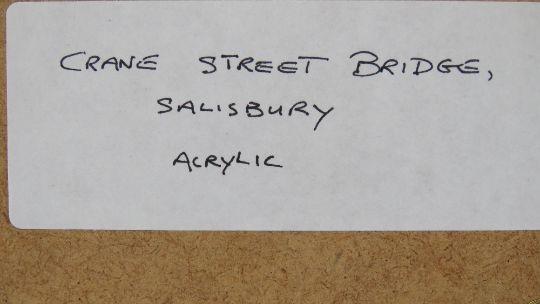 CRANE STREET BRIDGE,
SALISBURY
ACRYLIC